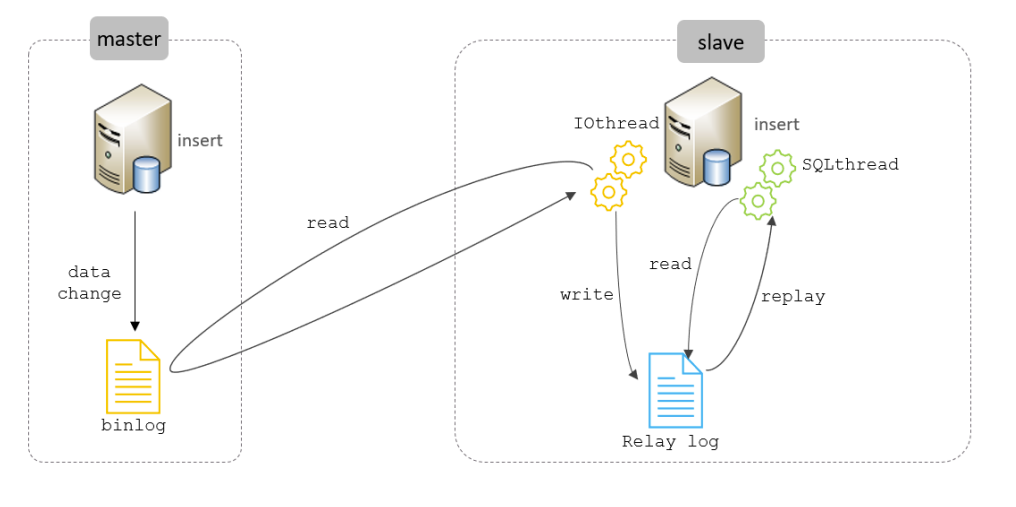 master
slave
insert
IOthread
insert
SQLthread
read
data
change
read
write
replay
binlog
Relay log